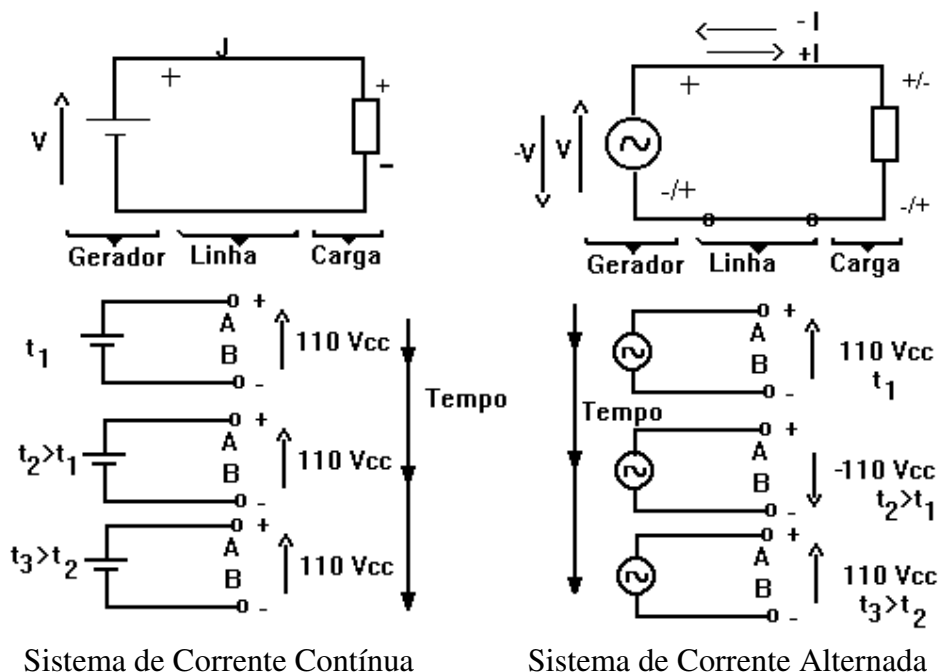 J
+
+
V
-
Gerador Linha Carga
t1
+
A
B
-
110 Vcc
Tempo
t2>t1
+
A
B
-
110 Vcc
t3>t2
+
A
B
-
110 Vcc
Sistema de Corrente Contínua
- I
+I
+
+/-
-V V
-/+
-/+
Gerador Linha Carga
+
A
B
-
110 Vcc
t1
Tempo
+
A
B
-
-110 Vcc
t2>t1
+
A
B
-
110 Vcc
t3>t2
Sistema de Corrente Alternada